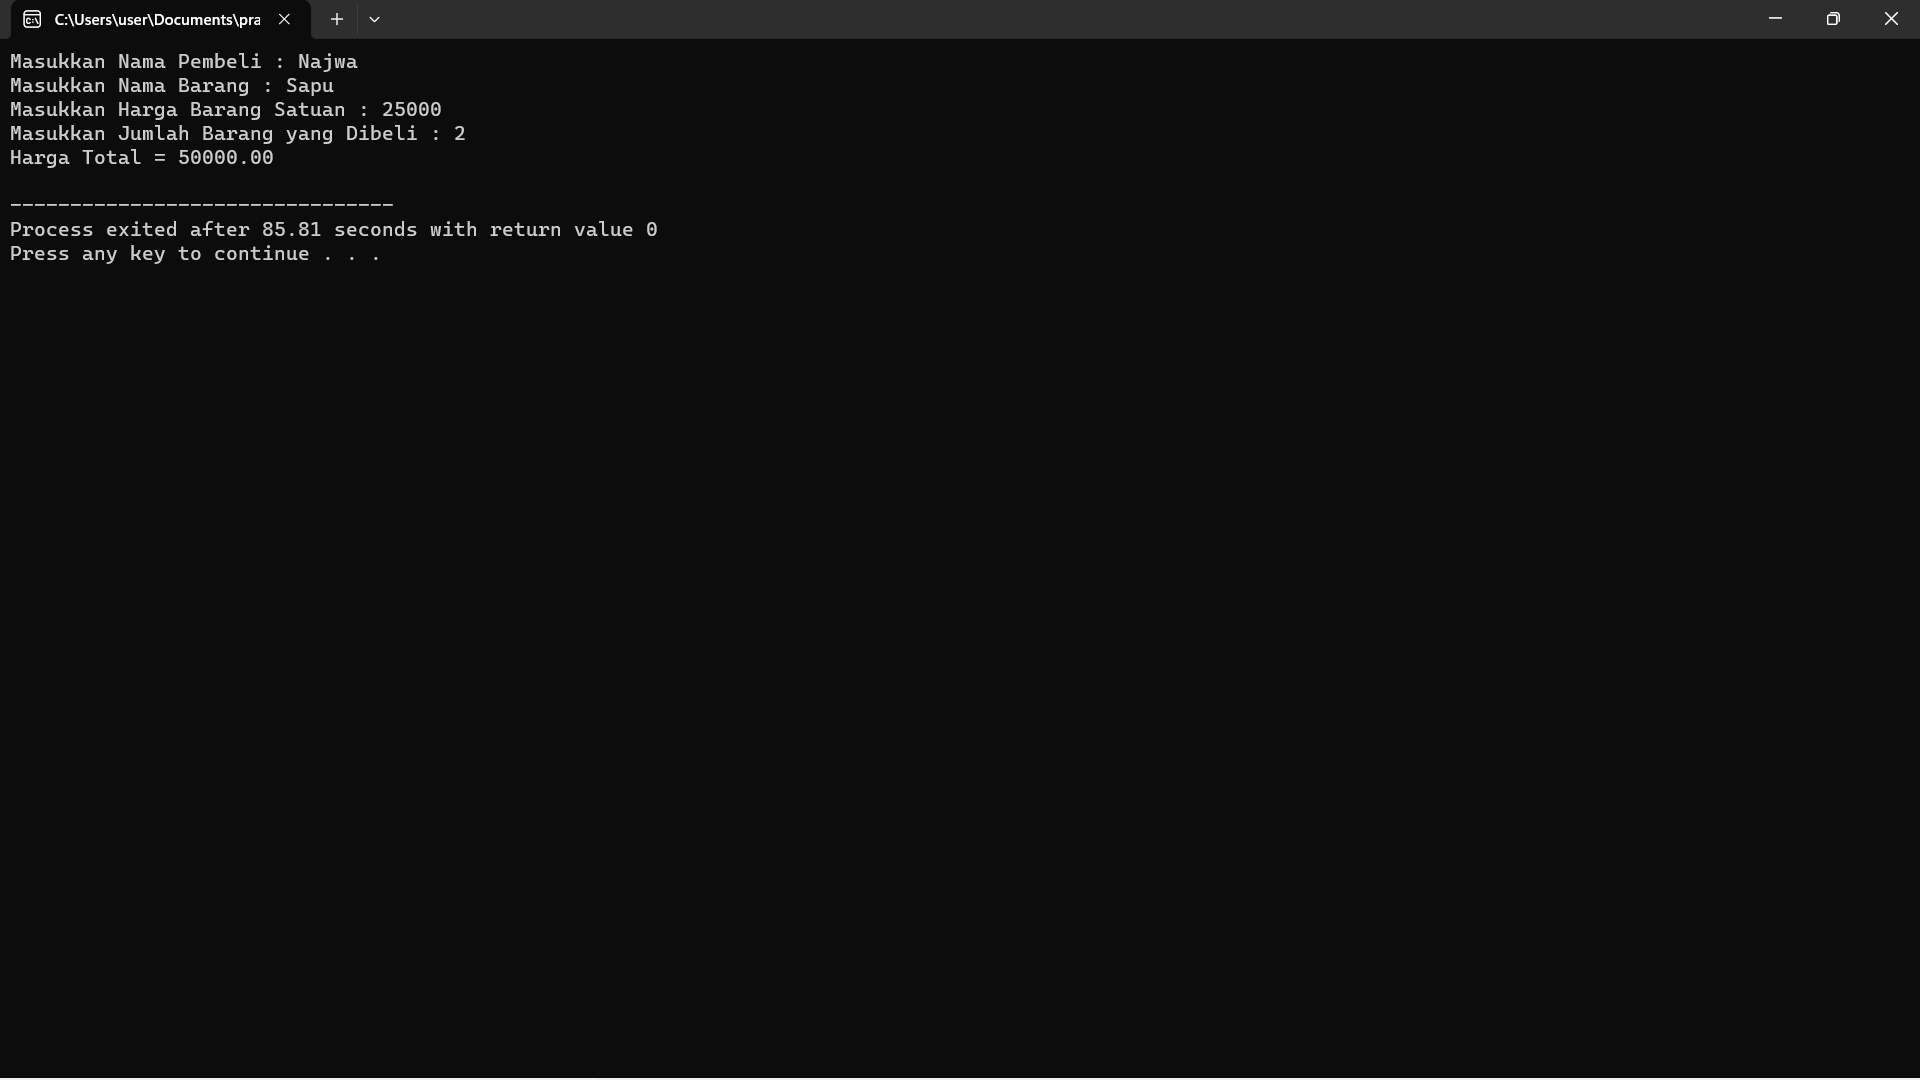 C:\Users\user\Documents\pra
Masukkan Nama Pembeli : Najwa
Masukkan Nama Barang : Sapu
Masukkan Harga Barang Satuan : 25000
Masukkan Jumlah Barang yang Dibeli : 2
Harga Total = 50000.00
--------------------------------
Process exited after 85.81 seconds with return value 0
Press any key to continue . . .